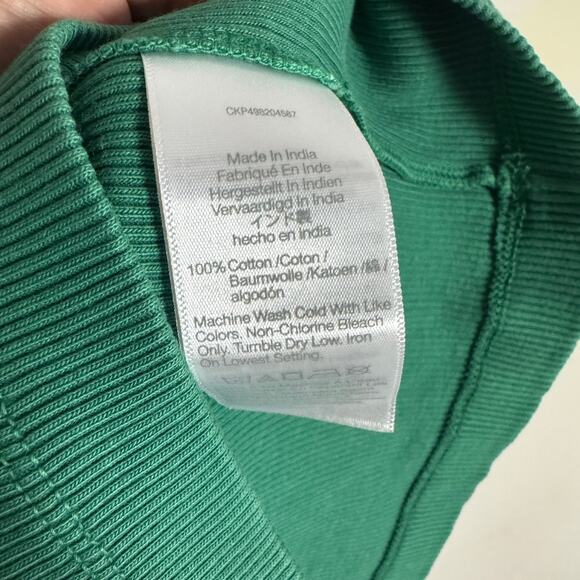 CKP498204587
Made In India
Fabriqué En Inde
Hergestellt In Indien
Vervaardigd In India
インド製
hecho en india
100% Cotton /Coton /
Baumwolle /Katoen /綿 /
algodón
Machine Wash Cold With Like
Colors. Non-Chlorine Bleach
Only. Tumble Dry Low. Iron
On Lowest Setting.